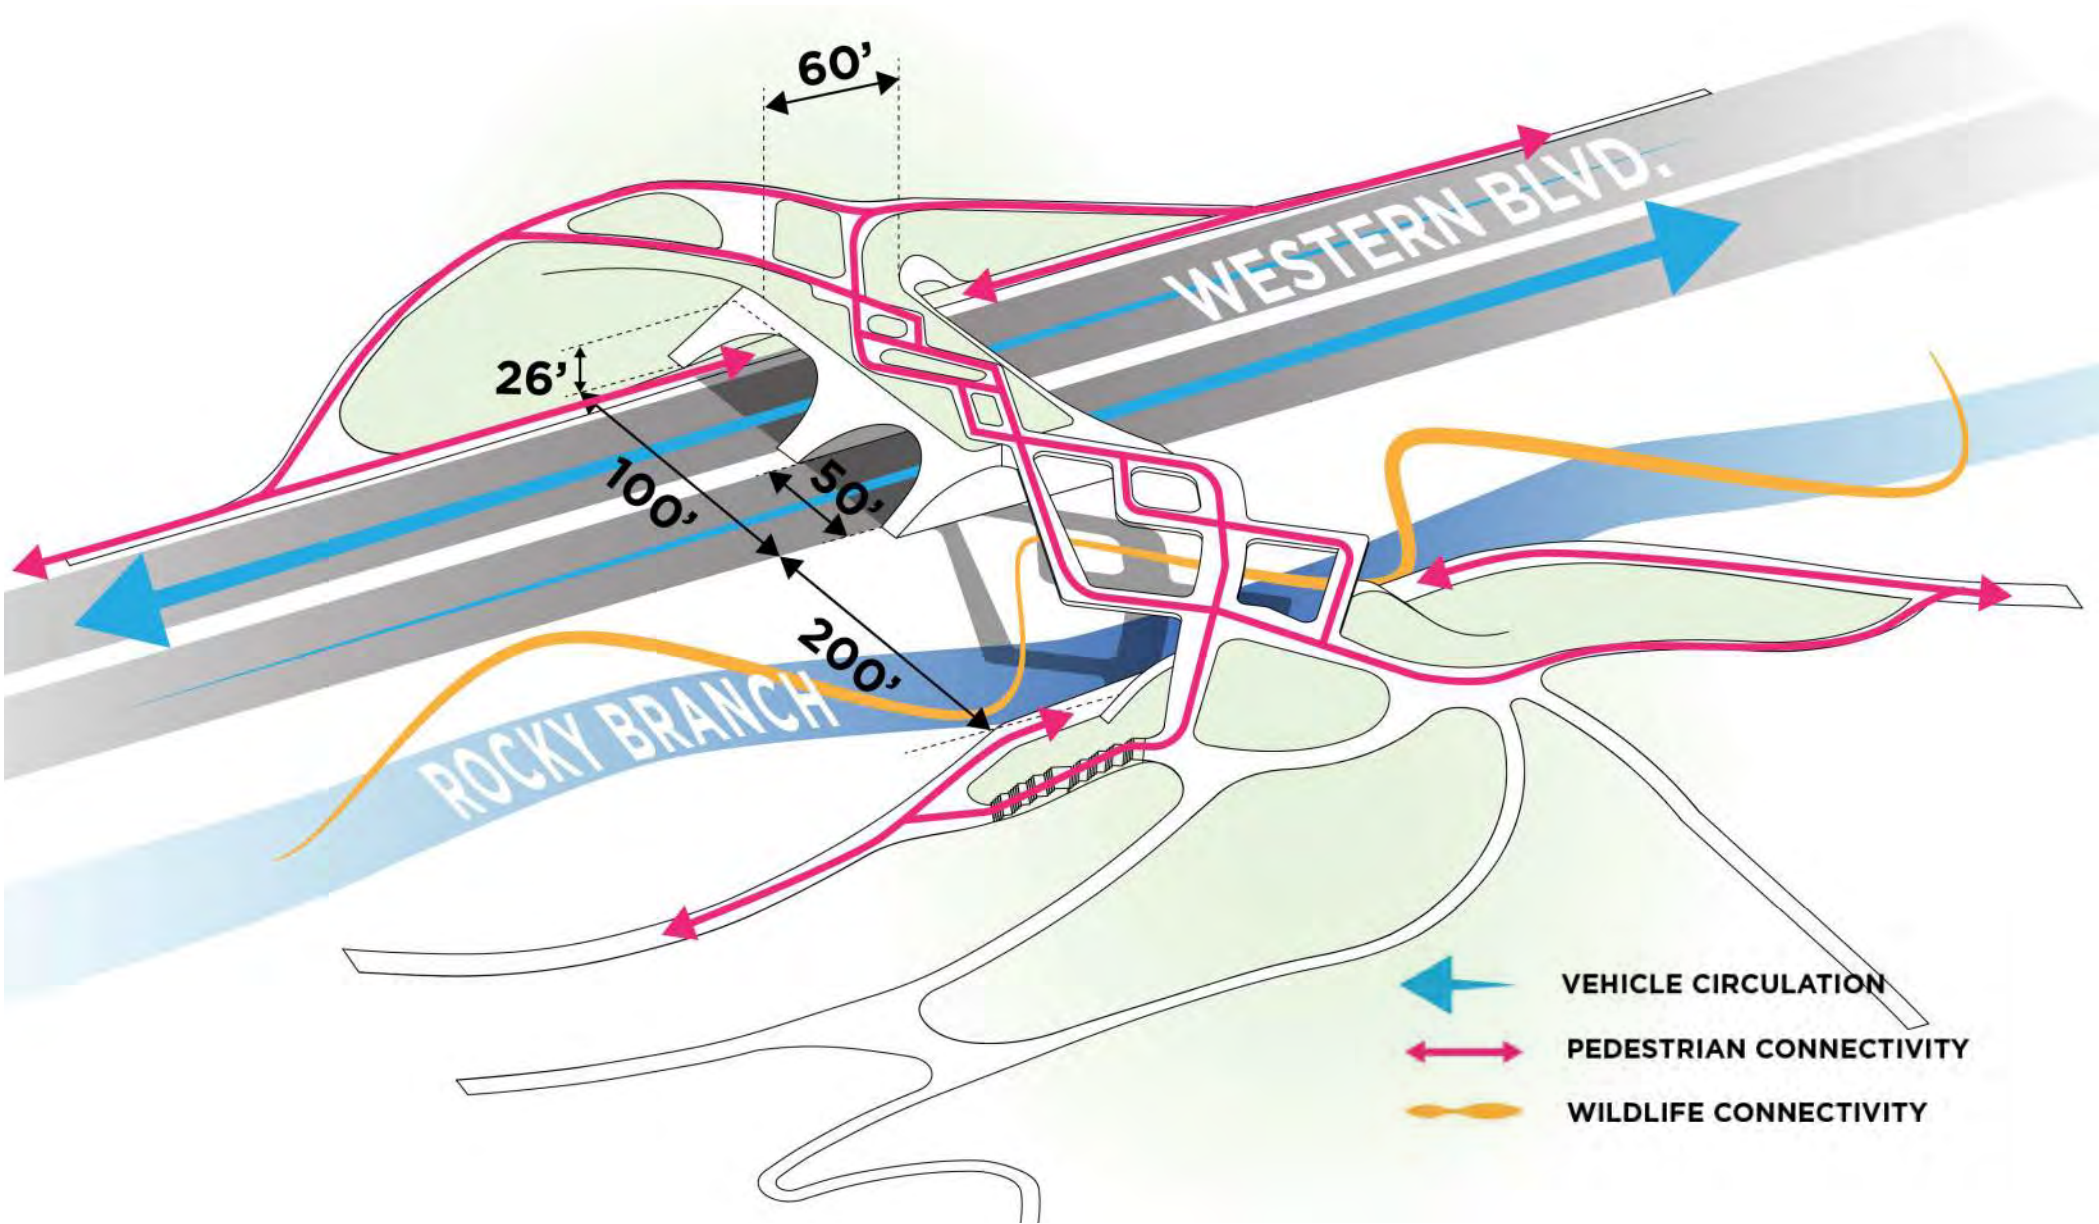 60’
WESTERN BLVD.
26’
100’
50’
200’
ROCKY BRANCH
VEHICLE CIRCULATION
PEDESTRIAN CONNECTIVITY
WILDLIFE CONNECTIVITY